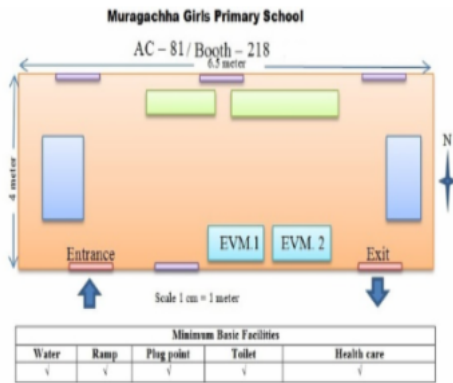 Muragachha Girls Primary School
AC – 81/ Booth – 218
6.5 meter
4 meter
N
EVM.1 EVM. 2
Entrance Exit
Scale 1 cm = 1 meter
Minimum Basic Facilities
Water Ramp Plug point Toilet Health care
√ √ √ √ √